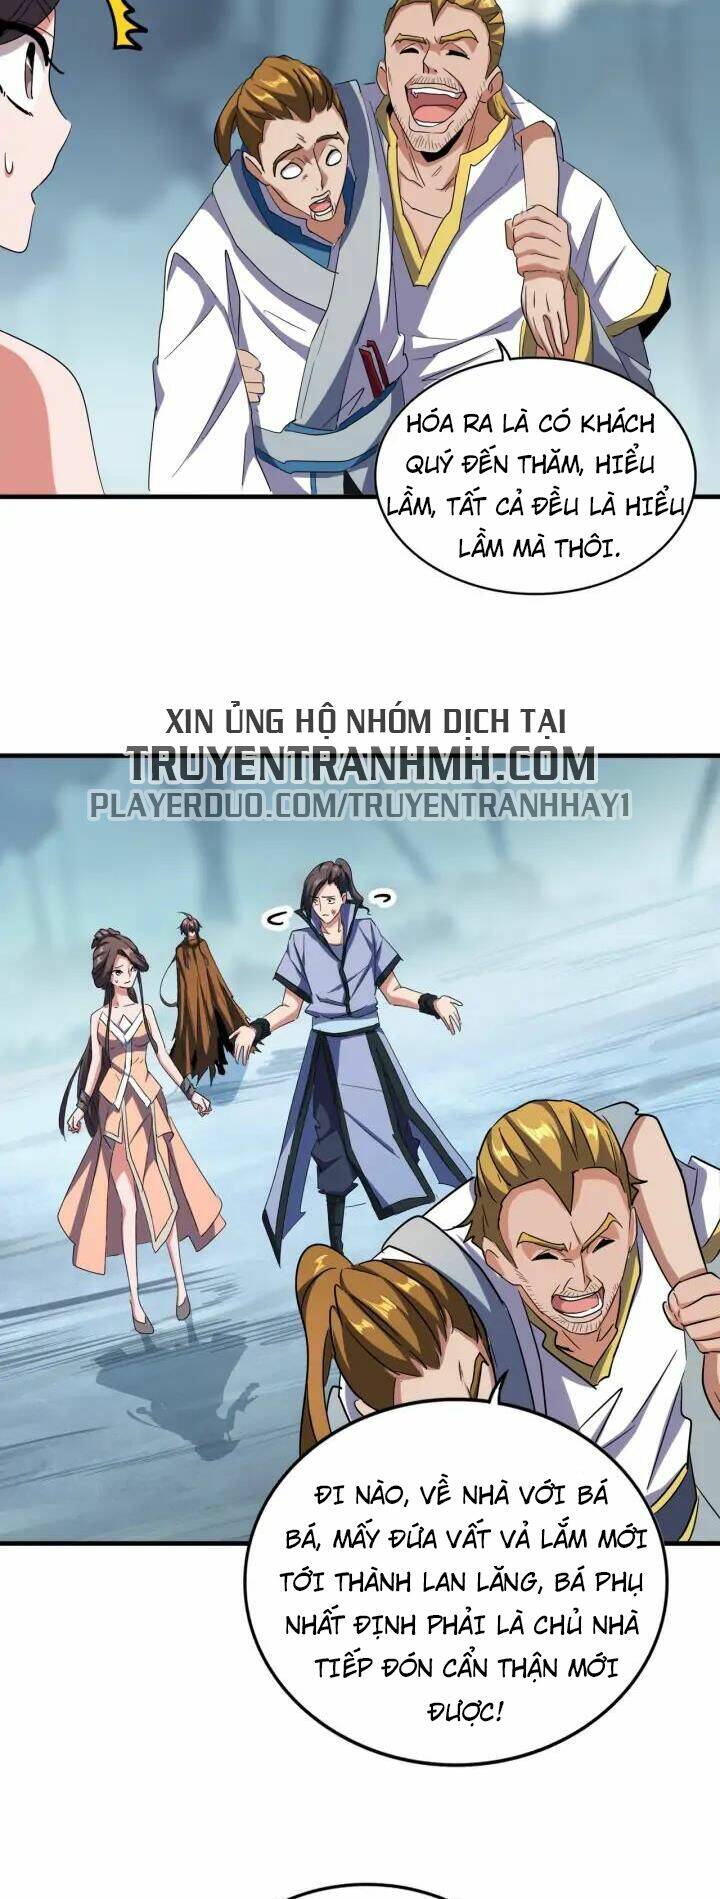 HÓA RA LÀ CÓ KHÁCH
QUÝ ĐẾN THĂM, HIỂU
LẦM, TẤT CẢ ĐỀU LÀ HIỂU
LẦM MÀ THÔI.
XIN ỦNG HỘ NHÓM DỊCH TẠI
TRUYENTRANHMH.COM
PLAYERDUO.COM/TRUYENTRANHHAY1
ĐI NÀO, VỀ NHÀ VỚI BÁ
BÁ, MẤY ĐỨA VẤT VẢ LẮM MỚI
TỚI THÀNH LAN LĂNG, BÁ PHỤ
NHẤT ĐỊNH PHẢI LÀ CHỦ NHÀ
TIẾP ĐÓN CẨN THẬN MỚI
ĐƯỢC!